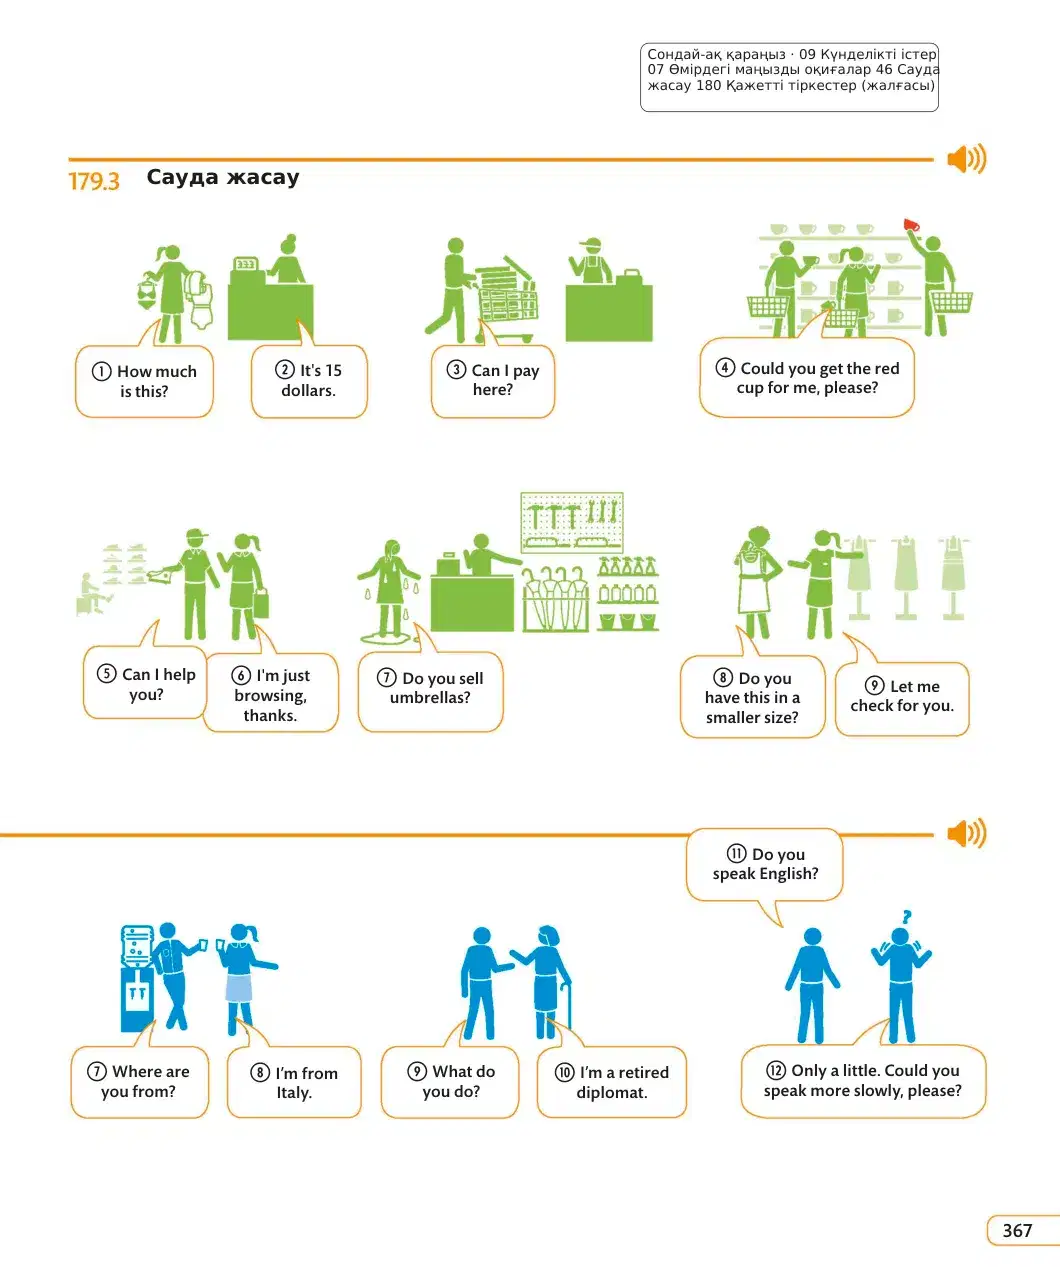 Сондай-ақ қараңыз · 09 Күнделікті істер
07 Өмірдегі маңызды оқиғалар 46 Сауда
жасау 180 Қажетті тіркестер (жалғасы)
179.3 Сауда жасау
① How much
is this?
② It's 15
dollars.
③ Can I pay
here?
④ Could you get the red
cup for me, please?
⑤ Can I help
you?
⑥ I'm just
browsing,
thanks.
⑦ Do you sell
umbrellas?
⑧ Do you
have this in a
smaller size?
⑨ Let me
check for you.
⑪ Do you
speak English?
?
⑦ Where are
you from?
⑧ I’m from
Italy.
⑨ What do
you do?
⑩ I’m a retired
diplomat.
⑫ Only a little. Could you
speak more slowly, please?
367